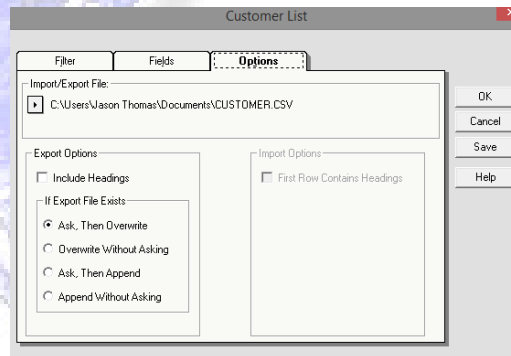 Customer List
Filter Fields Options
Import/Export File:
C:\Users\Jason Thomas\Documents\CUSTOMER.CSV
OK
Cancel
Save
Help
Export Options
Include Headings
If Export File Exists
Ask, Then Overwrite
Overwrite Without Asking
Ask, Then Append
Append Without Asking
Import Options
First Row Contains Headings